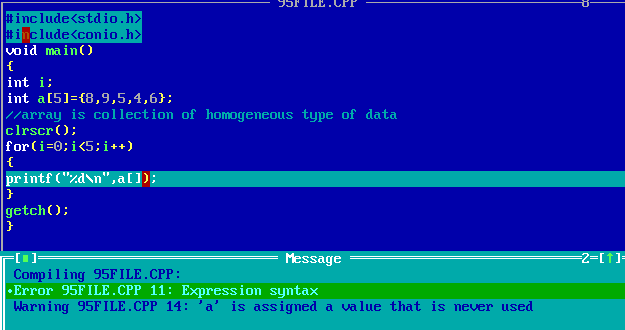 95FILE.CPP 8
#include<stdio.h>
#include<conio.h>
void main()
{
int i;
int a[5]={8,9,5,4,6};
//array is collection of homogeneous type of data
clrscr();
for(i=0;i<5;i++)
{
printf("%d\n",a[]);
}
getch();
}
[■] Message 2=[↑]
Compiling 95FILE.CPP:
•Error 95FILE.CPP 11: Expression syntax
Warning 95FILE.CPP 14: 'a' is assigned a value that is never used